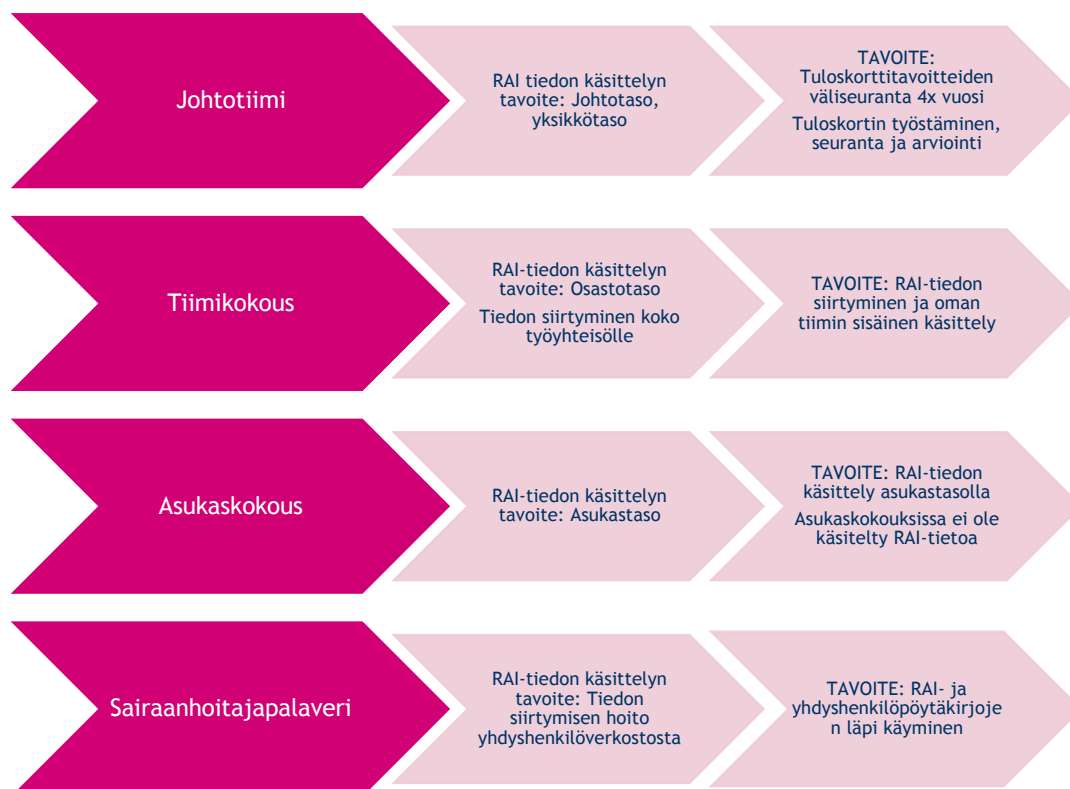 Johtotiimi
RAI tiedon käsittelyn
tavoite: Johtotaso,
yksikkötaso
TAVOITE:
Tuloskorttitavoitteiden
väliseuranta 4x vuosi
Tuloskortin työstäminen,
seuranta ja arviointi
Tiimikokous
RAI-tiedon käsittelyn
tavoite: Osastotaso
Tiedon siirtyminen koko
työyhteisölle
TAVOITE: RAI-tiedon
siirtyminen ja oman
tiimin sisäinen käsittely
Asukaskokous
RAI-tiedon käsittelyn
tavoite: Asukastaso
TAVOITE: RAI-tiedon
käsittely asukastasolla
Asukaskokouksissa ei ole
käsitelty RAI-tietoa
Sairaanhoitajapalaveri
RAI-tiedon käsittelyn
tavoite: Tiedon
siirtymisen hoito
yhdyshenkilöverkostosta
TAVOITE: RAI- ja
yhdyshenkilöpöytäkirjoje
n läpi käyminen